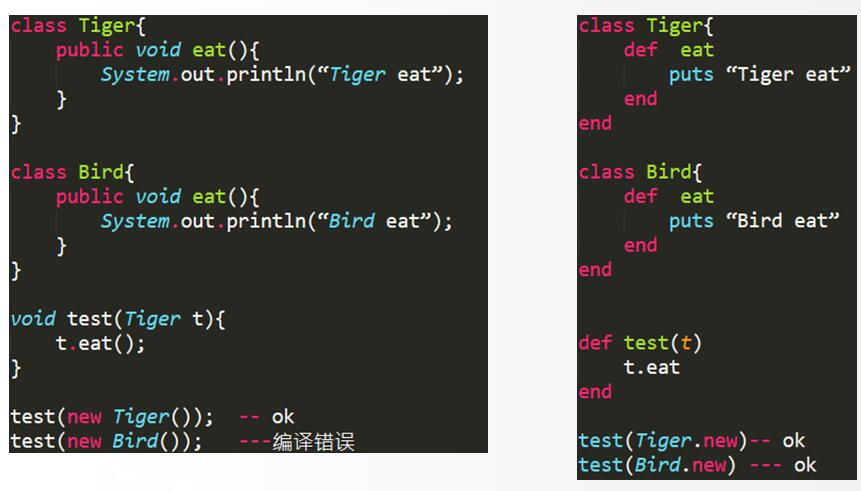 class Tiger{
    public void eat(){
        System.out.println(“Tiger eat”);
    }
}

class Bird{
    public void eat(){
        System.out.println(“Bird eat”);
    }
}

void test(Tiger t){
    t.eat();
}

test(new Tiger());  -- ok
test(new Bird());   ---编译错误

class Tiger{
    def  eat
        puts “Tiger eat”
    end
end

class Bird{
    def  eat
        puts “Bird eat”
    end
end

def test(t)
    t.eat
end

test(Tiger.new)-- ok
test(Bird.new) --- ok